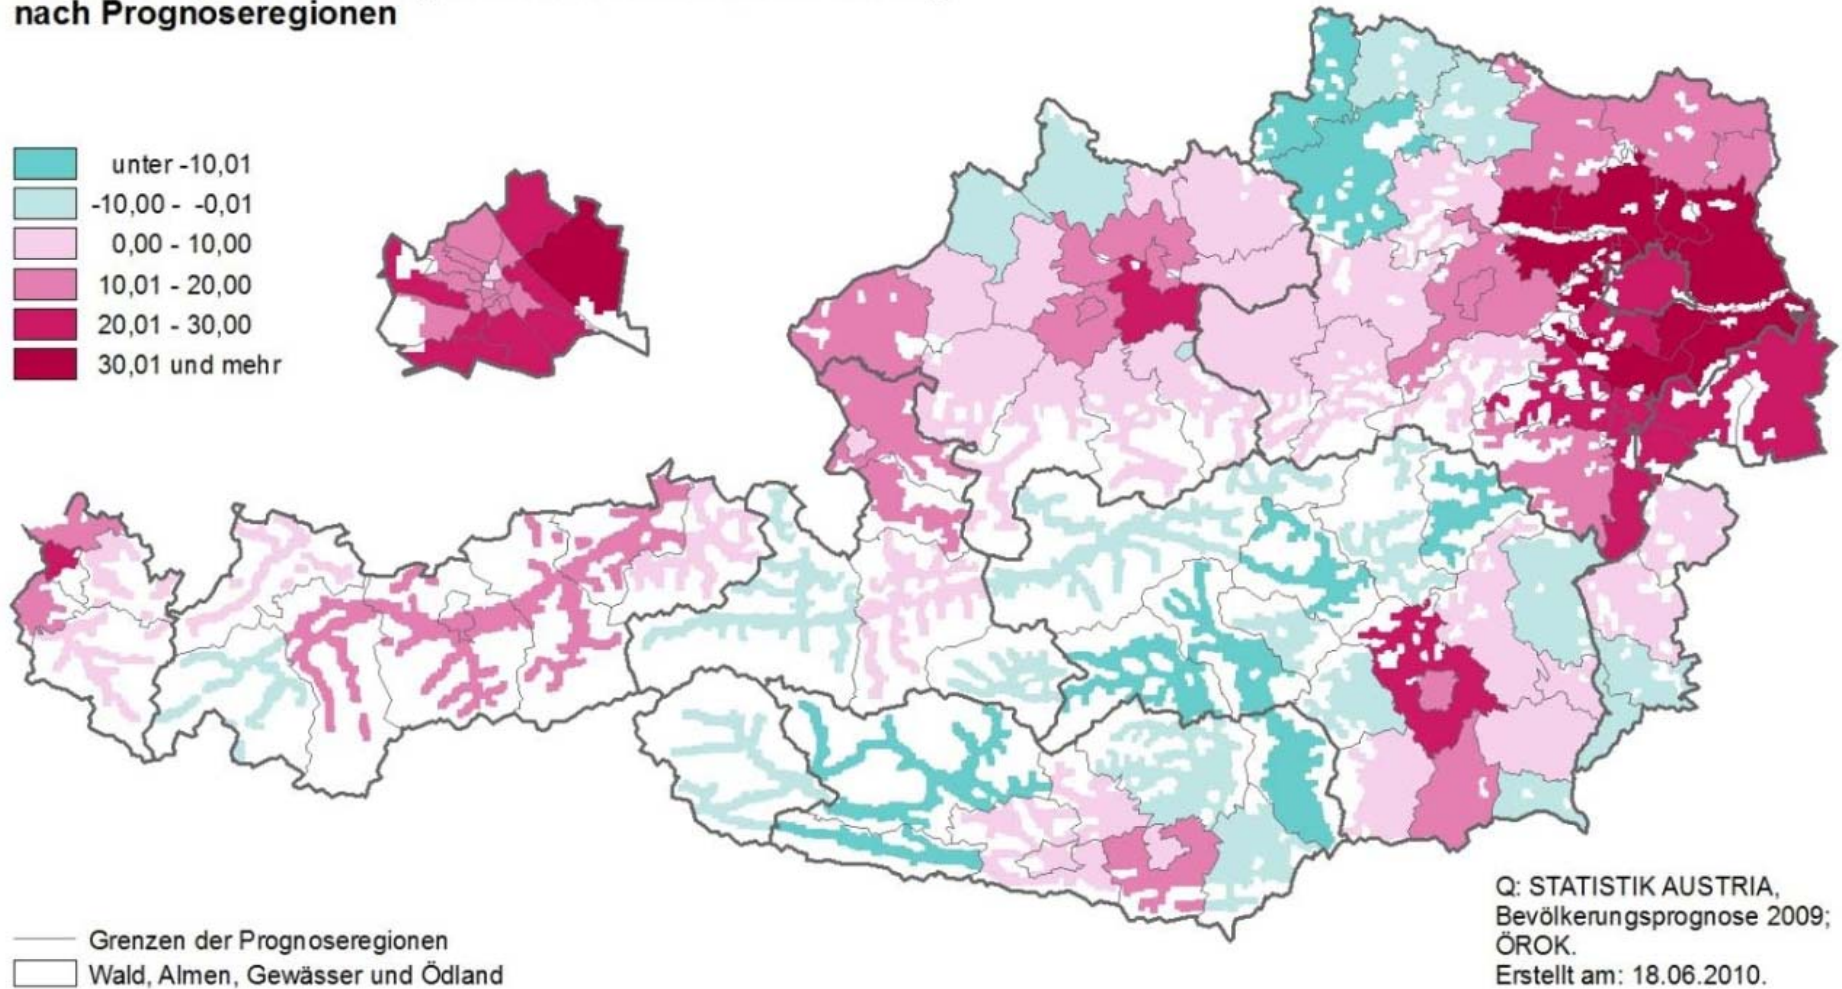 nach Prognoseregionen
unter -10,01
-10,00 - -0,01
0,00 - 10,00
10,01 - 20,00
20,01 - 30,00
30,01 und mehr
Grenzen der Prognoseregionen
Wald, Almen, Gewässer und Ödland
Q: STATISTIK AUSTRIA,
Bevölkerungsprognose 2009;
ÖROK.
Erstellt am: 18.06.2010.